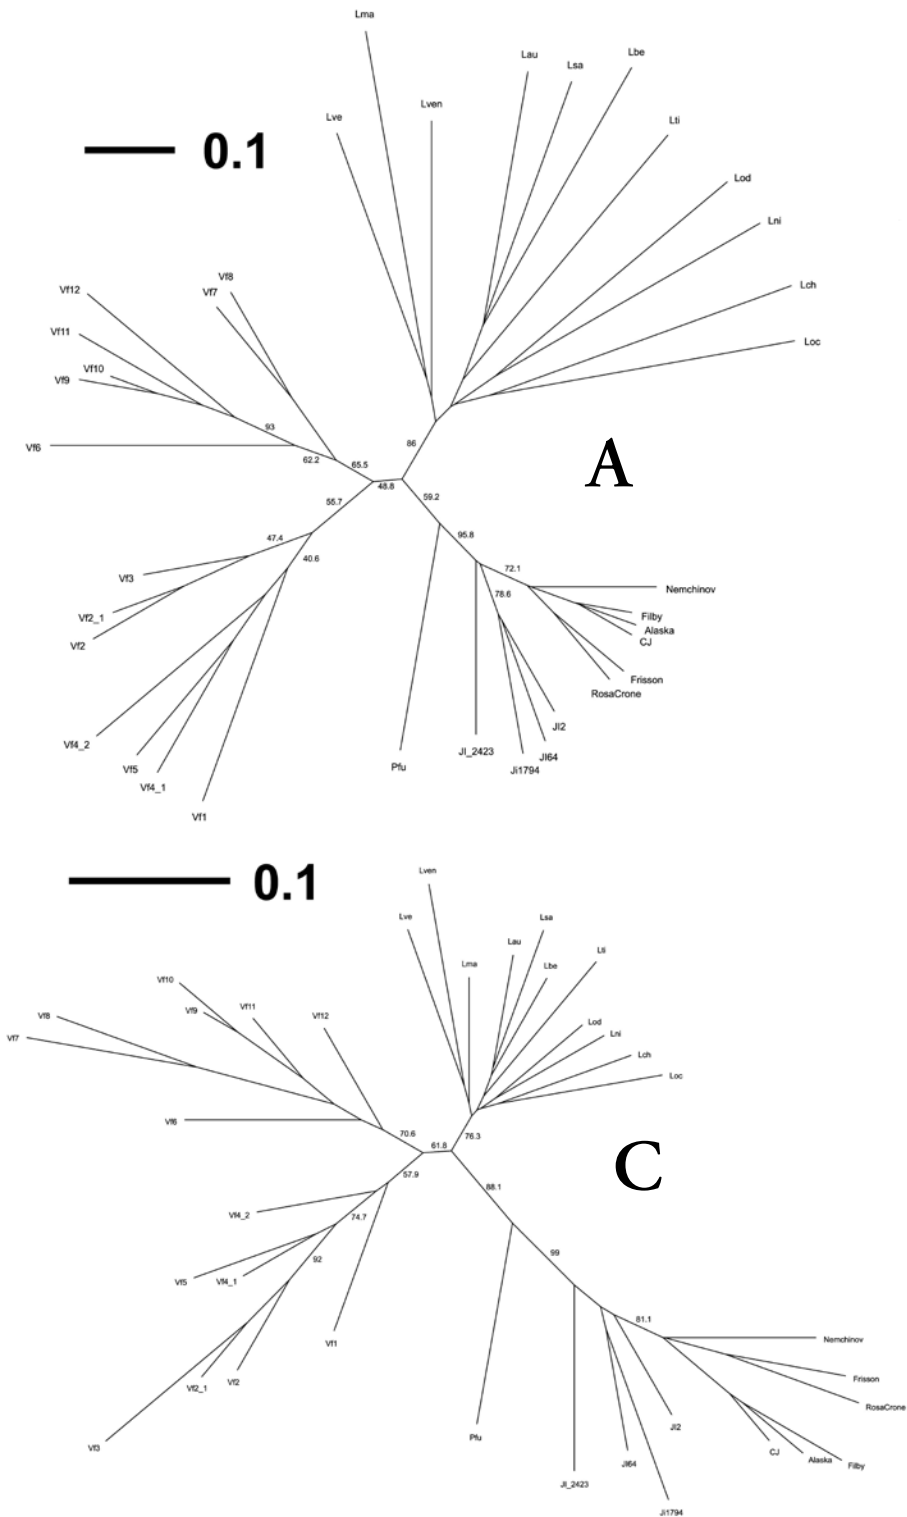 Lma
Lau
Lbe
Lsa
Lven
Lve
Lti
0.1
Lod
Lni
Vf8
Vf7
Vf12
Lch
Vf11
Loc
Vf10
Vf9
93
86
Vf6
62.2
65.5
48.8
A
55.7
59.2
95.8
47.4
40.6
72.1
Vf3
78.6
Nemchinov
Vf2_1
Filby
Alaska
Vf2
CJ
Frisson
RosaCrone
JI2
Vf4_2
JI_2423
JI64
Vf5
Pfu
Ji1794
Vf4_1
Vf1
Lven
0.1
Lve
Lsa
Lau
Lti
Lma
Lbe
Vf10
Vf11
Vf9
Vf8
Vf12
Lod
Vf7
Lni
Lch
Loc
Vf6
70.6
76.3
61.8
C
57.9
88.1
Vf4_2
74.7
99
92
Vf5
Vf4_1
81.1
Vf1
Nemchinov
Vf2
Vf2_1
Frisson
RosaCrone
JI2
Pfu
Vf3
CJ
Alaska
JI64
Filby
JI_2423
Ji1794